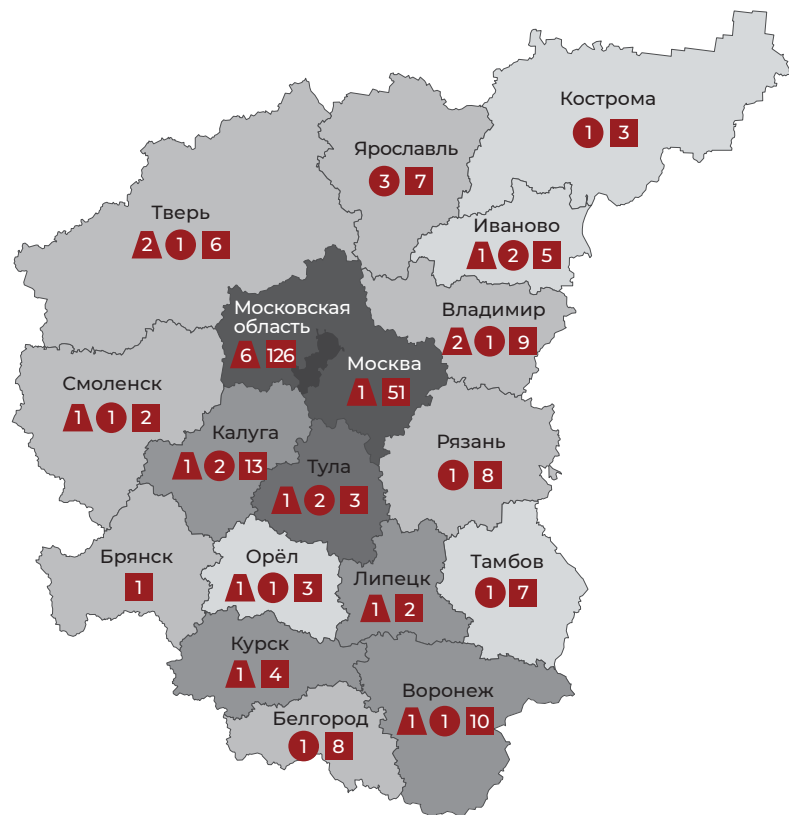 Кострома
1 3
Ярославль
3 7
Тверь
2 1 6
Иваново
1 2 5
Московская
область
6 126
Владимир
2 1 9
Москва
1 51
Смоленск
1 1 2
Калуга
1 2 13
Рязань
1 8
Тула
1 2 3
Брянск
1
Орёл
1 1 3
Липецк
1 2
Тамбов
1 7
Курск
1 4
Воронеж
1 1 10
Белгород
1 8